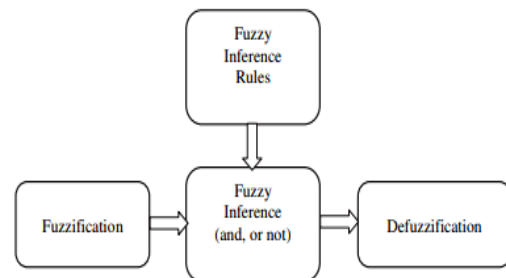 Fuzzy
Inference
Rules
Fuzzification
Fuzzy
Inference
(and, or not)
Defuzzification